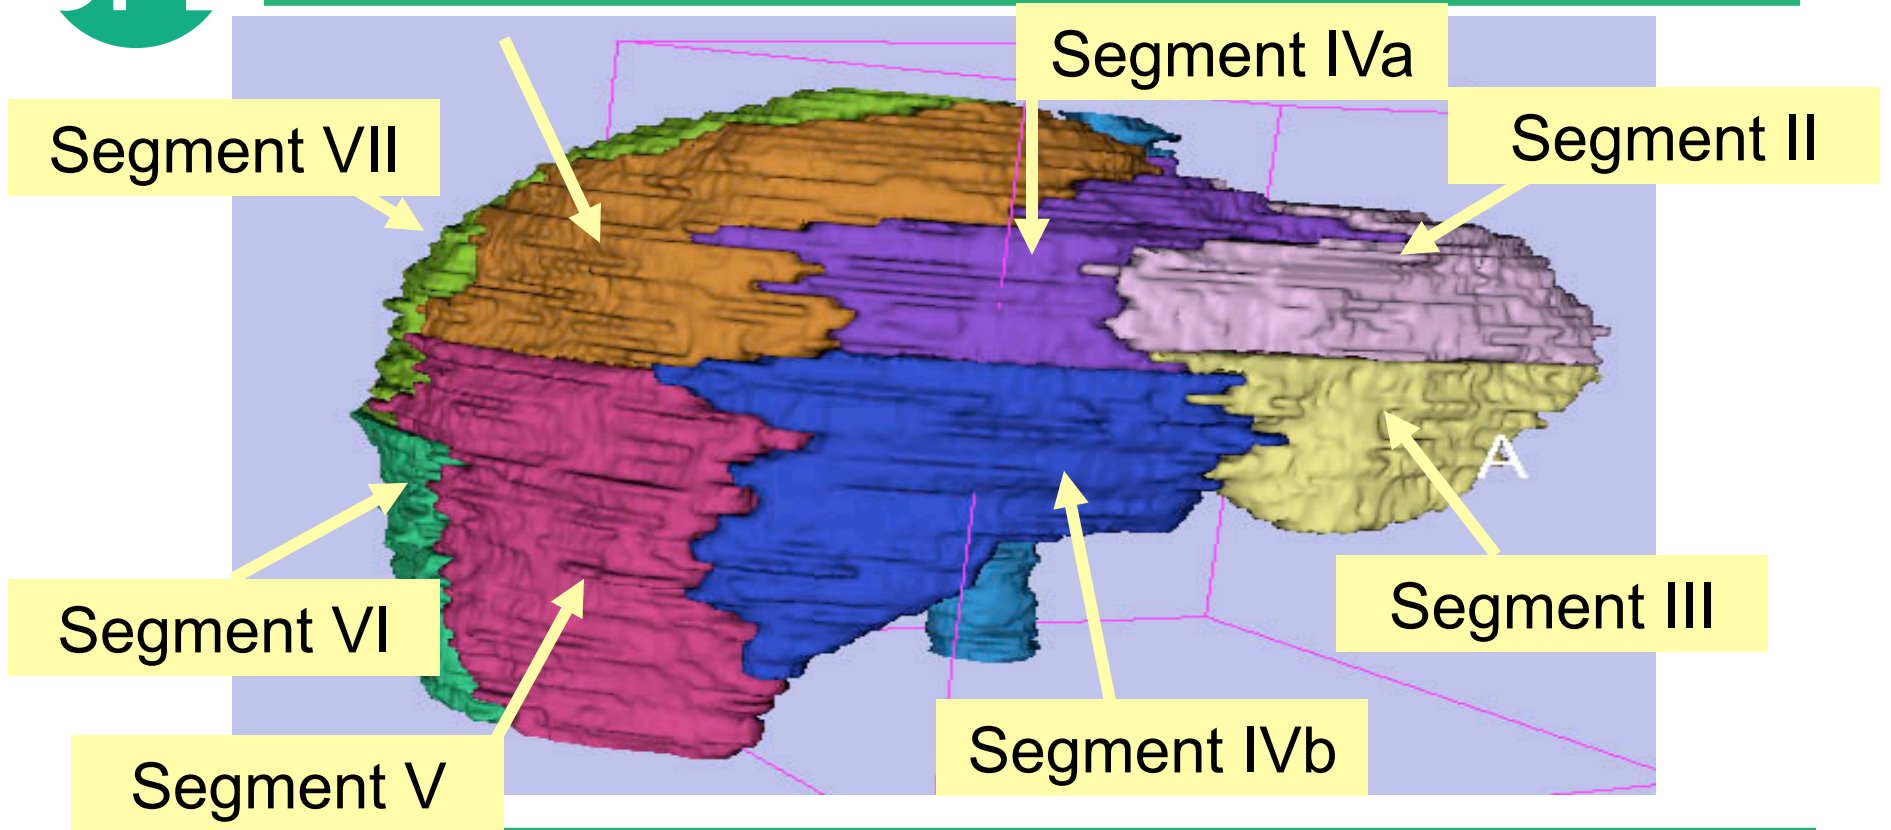 Segment IVa
Segment II
Segment VII
Segment VI
Segment III
Segment V
Segment IVb
A